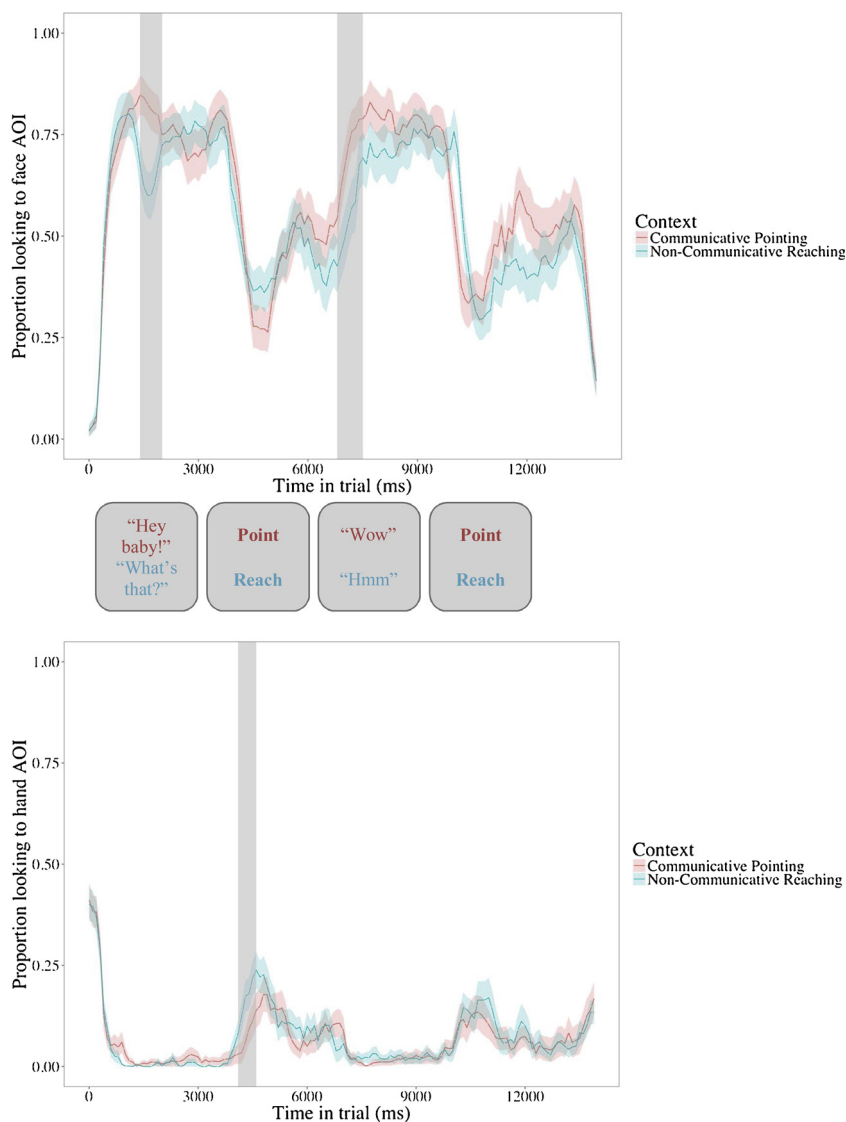 Proportion looking to face AOI
1.00
0.75
0.50
0.25
0.00
0 3000 6000 9000 12000
Time in trial (ms)
Context
Communicative Pointing
Non-Communicative Reaching
“Hey
baby!”
“What’s
that?”
Point
Reach
“Wow”
“Hmm”
Point
Reach
Proportion looking to hand AOI
1.00
0.75
0.50
0.25
0.00
0 3000 6000 9000 12000
Time in trial (ms)
Context
Communicative Pointing
Non-Communicative Reaching